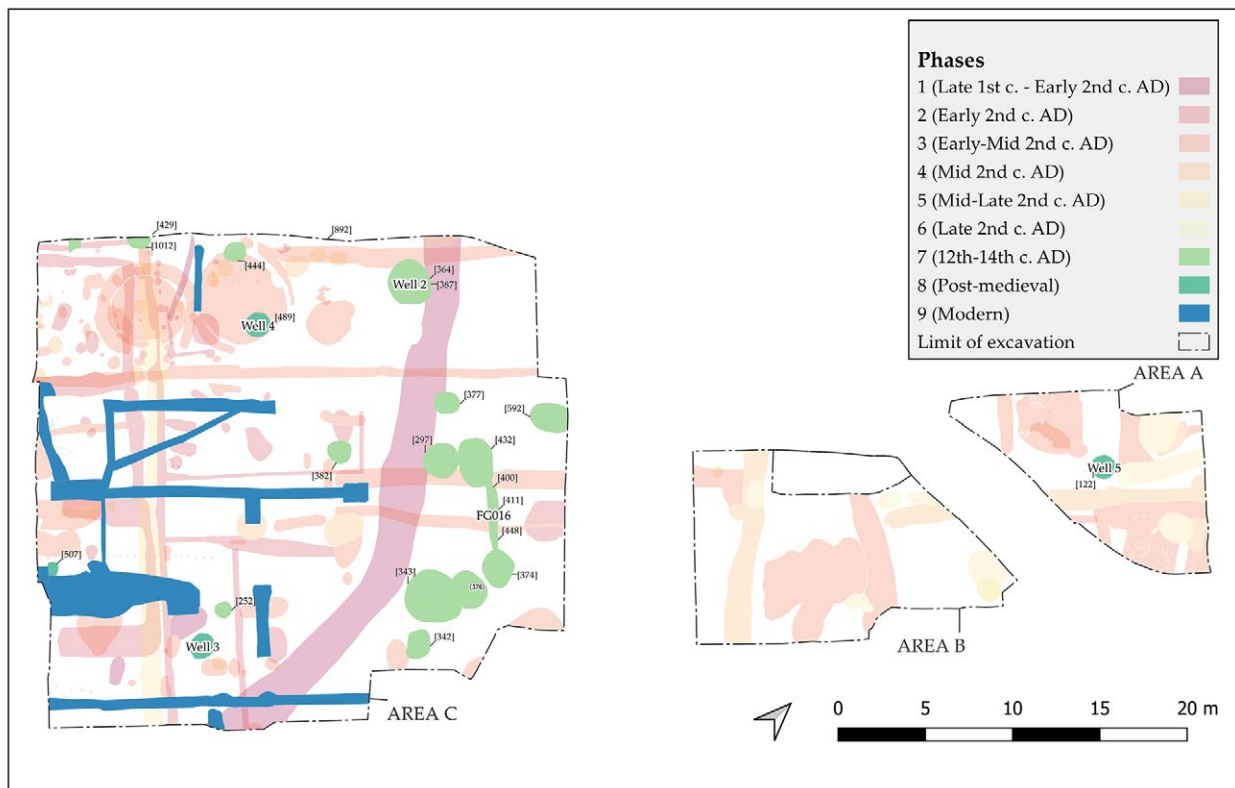 Phases
1 (Late 1st c. - Early 2nd c. AD)
2 (Early 2nd c. AD)
3 (Early-Mid 2nd c. AD)
4 (Mid 2nd c. AD)
5 (Mid-Late 2nd c. AD)
6 (Late 2nd c. AD)
7 (12th-14th c. AD)
8 (Post-medieval)
9 (Modern)
Limit of excavation
[429]
[1012]
[892]
[444]
[364]
Well 2
[367]
[489]
Well 4
AREA A
[377]
[592]
[432]
[297]
[382]
[400]
Well 5
[122]
[411]
FG016
[448]
[507]
[343]
[374]
(376)
[252]
[342]
Well 3
AREA B
AREA C
0 5 10 15 20 m